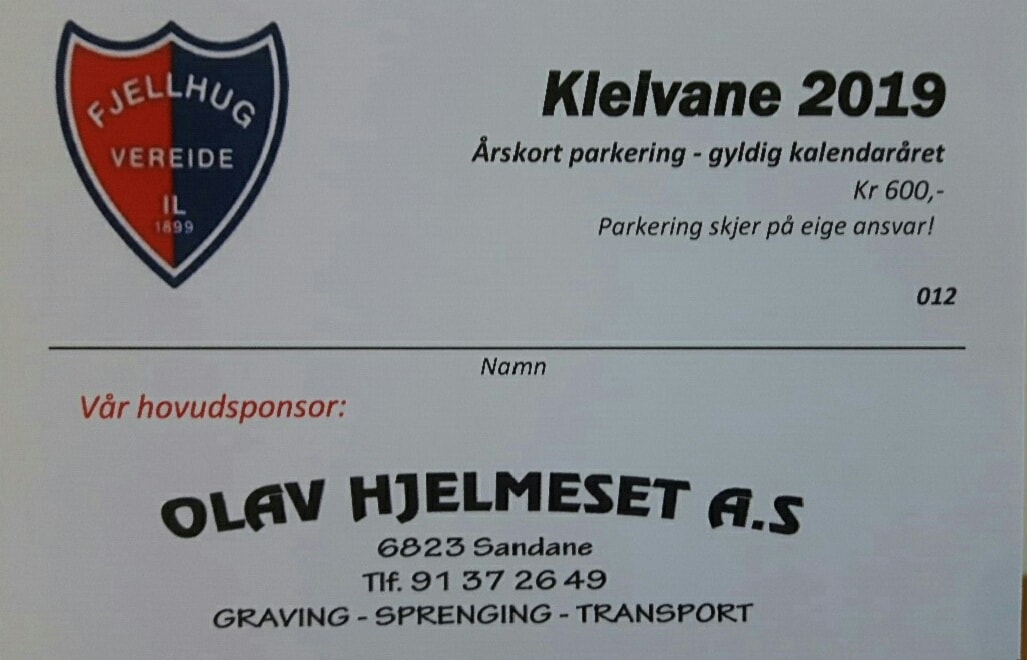 FJELLHUG
VEREIDE
IL
1899
Klelvane 2019
Årskort parkering - gyldig kalendaråret
Kr 600,-
Parkering skjer på eige ansvar!
012
Namn
Vår hovudsponsor:
OLAV HJELMESET A.S
6823 Sandane
Tlf. 91 37 26 49
GRAVING - SPRENGING - TRANSPORT